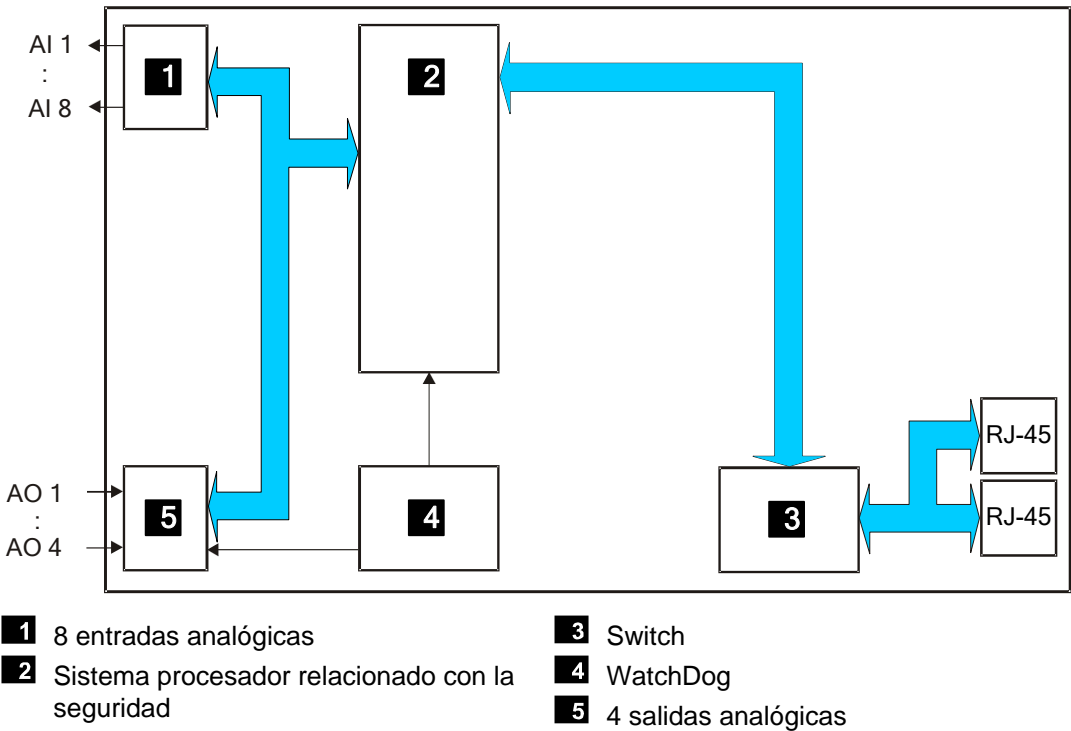 AI 1
:
AI 8
1
2
RJ-45
RJ-45
AO 1
:
AO 4
5
4
3
1 8 entradas analógicas
2 Sistema procesador relacionado con la
seguridad
3 Switch
4 WatchDog
5 4 salidas analógicas